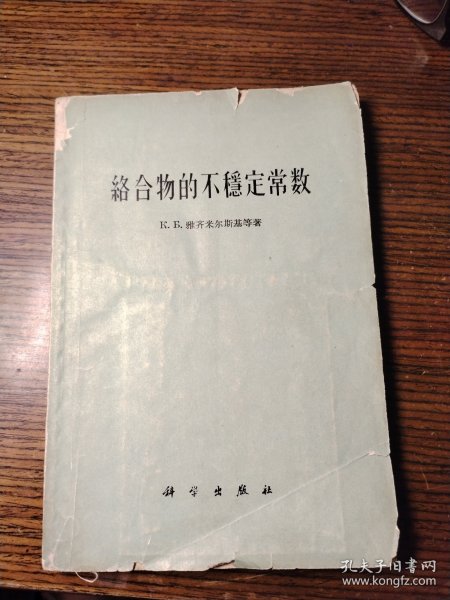 絡合物的不穩定常数
К. Б. 雅齐米尔斯基等著
科学出版社
孔夫子旧书网
www.kongfz.com